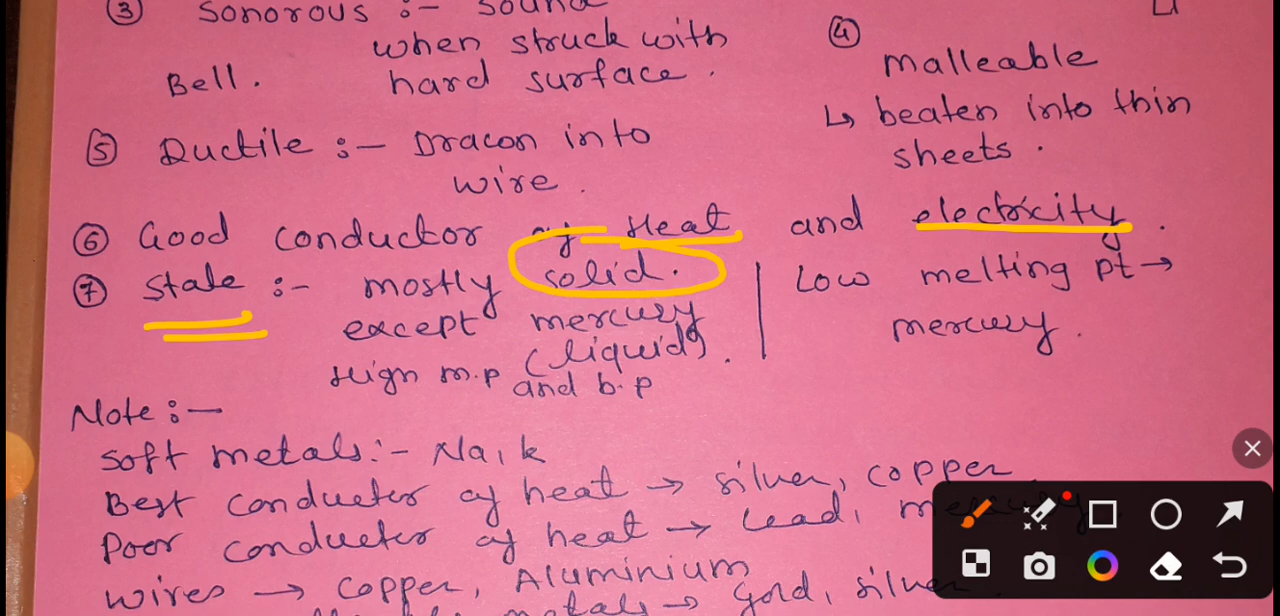 ③ Sonorous :- Sound
when struck with
Bell. hard surface.
④ malleable
↳ beaten into thin
sheets.
⑤ Ductile :- Drawn into
wire.
⑥ Good conductor of Heat and electricity.
⑦ State :- mostly solid.
except mercury
(liquid).
High m.p and b.p
Low melting pt →
mercury.
Note :-
Soft metals :- Na, K
Best conductor of heat → silver, copper
Poor conductor of heat → Lead,
wires → copper, Aluminium
metals → gold, silver